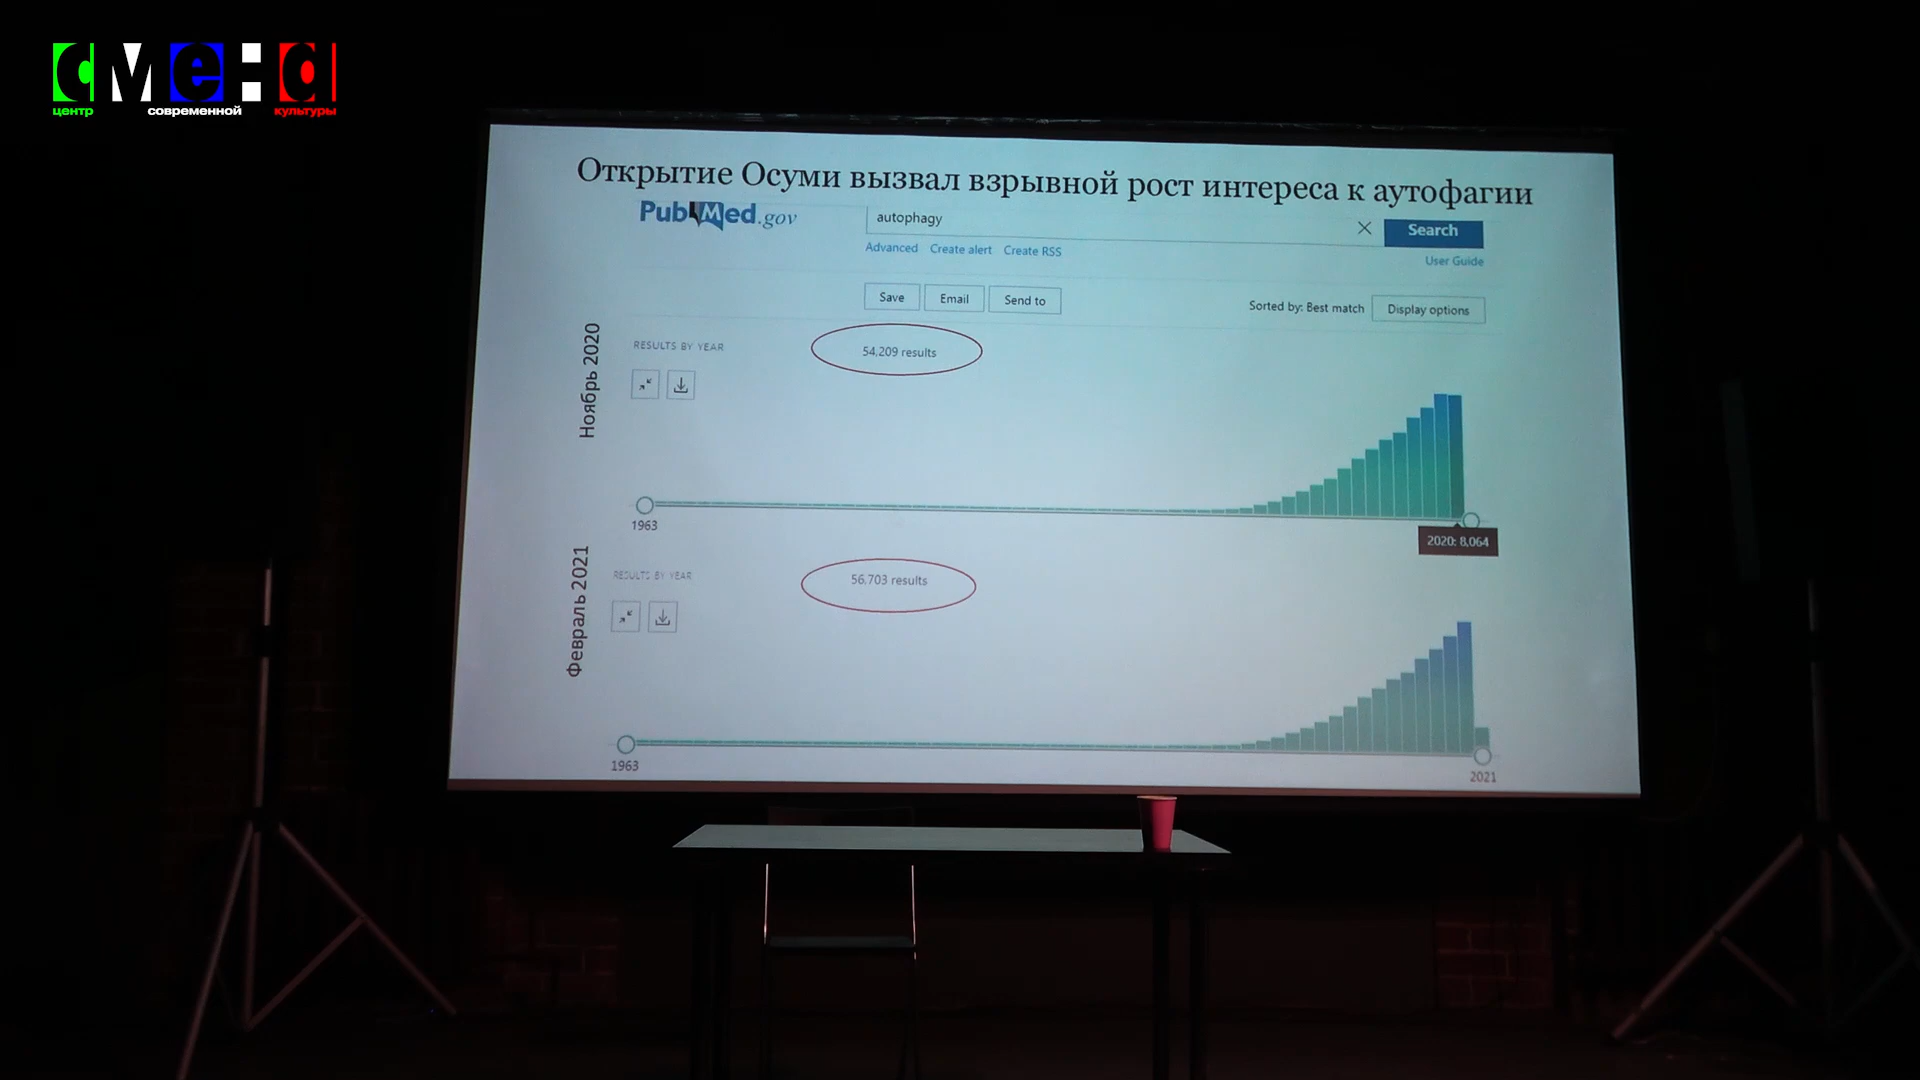 смена
центр современной культуры
Открытие Осуми вызвал взрывной рост интереса к аутофагии
PubMed.gov
autophagy
Search
Advanced Create alert Create RSS
User Guide
Save Email Send to
Sorted by: Best match Display options
Ноябрь 2020
RESULTS BY YEAR
54,209 results
1963
2020: 8,064
Февраль 2021
RESULTS BY YEAR
56,703 results
1963
2021